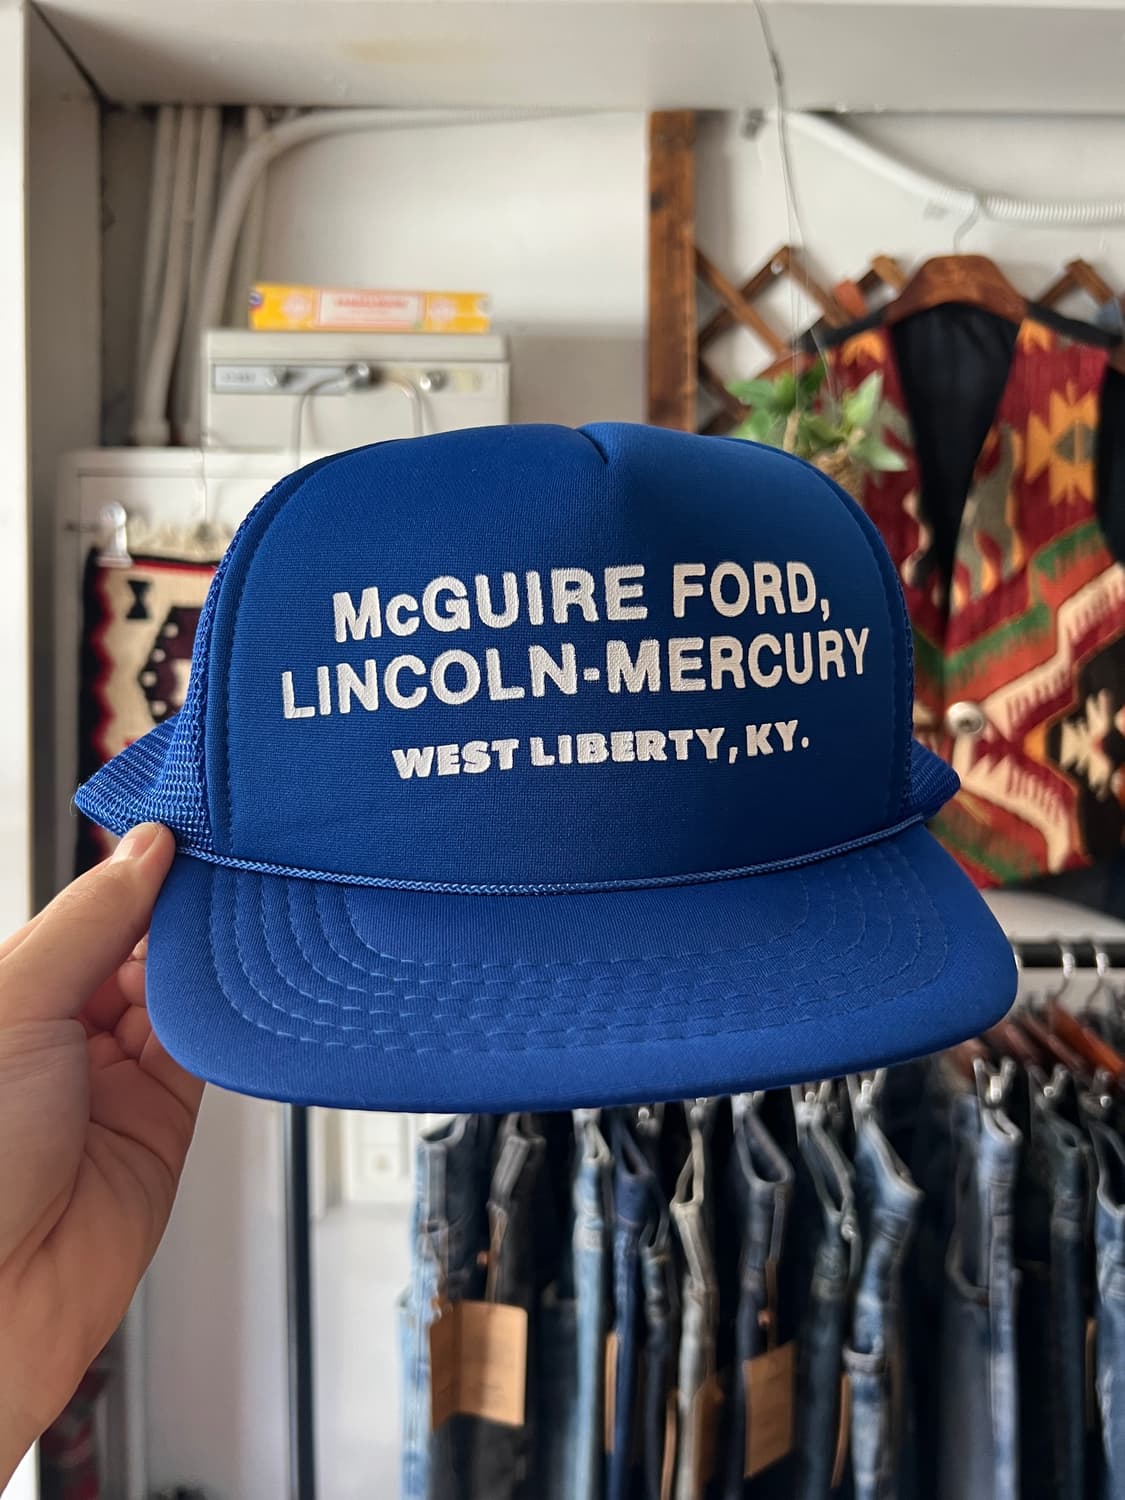 McGUIRE FORD,
LINCOLN-MERCURY
WEST LIBERTY, KY.